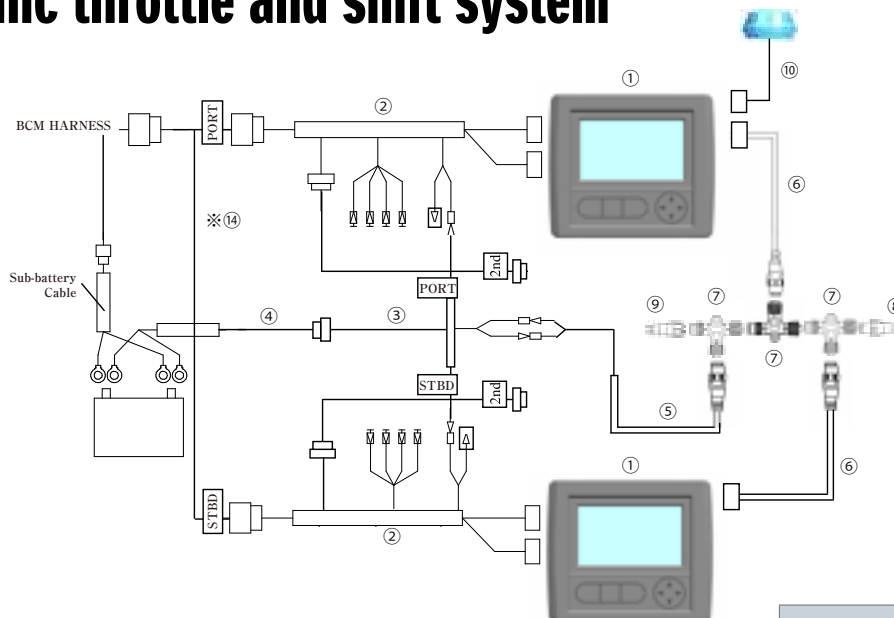 throttle and shift system
⑩
①
②
BCM HARNESS
PORT
⑥
※⑭
Sub-battery
Cable
2nd
PORT
④
③
⑨
⑦
⑦
⑦
STBD
2nd
⑤
①
⑥
STBD
②